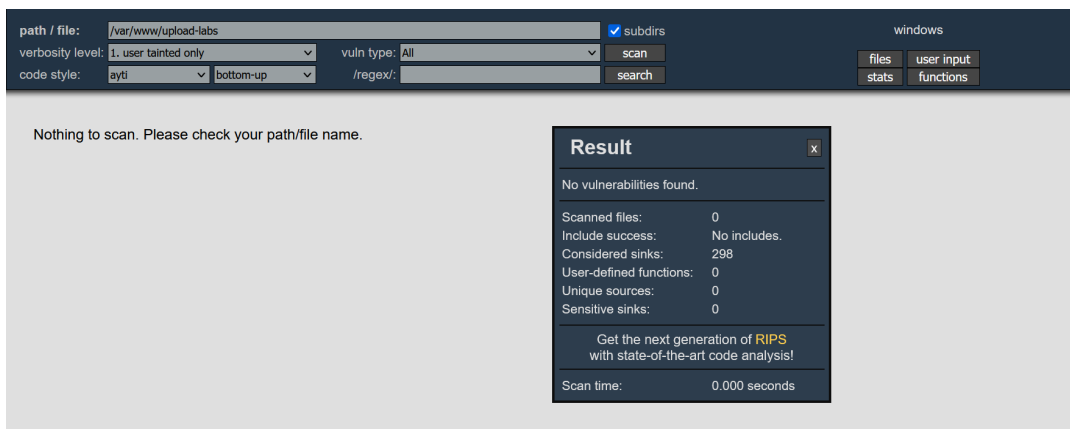 path / file: /var/www/upload-labs subdirs windows
verbosity level: 1. user tainted only vuln type: All scan files user input
code style: ayti bottom-up /regex/: search stats functions
Nothing to scan. Please check your path/file name.
Result x
No vulnerabilities found.
Scanned files: 0
Include success: No includes.
Considered sinks: 298
User-defined functions: 0
Unique sources: 0
Sensitive sinks: 0
Get the next generation of RIPS
with state-of-the-art code analysis!
Scan time: 0.000 seconds